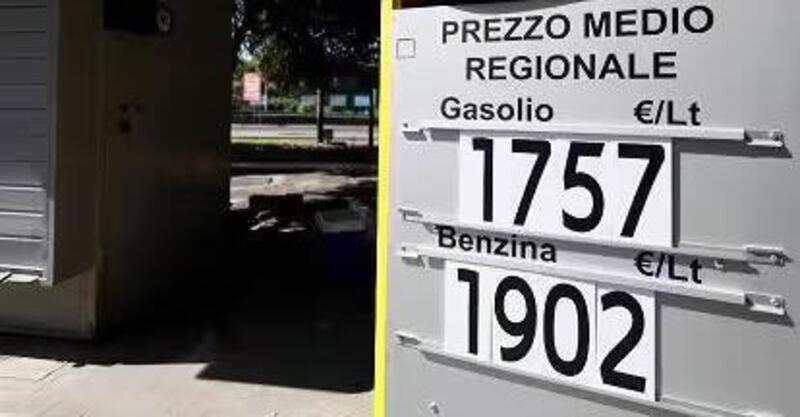 PREZZO MEDIO
REGIONALE
Gasolio €/Lt
1757
Benzina €/Lt
1902